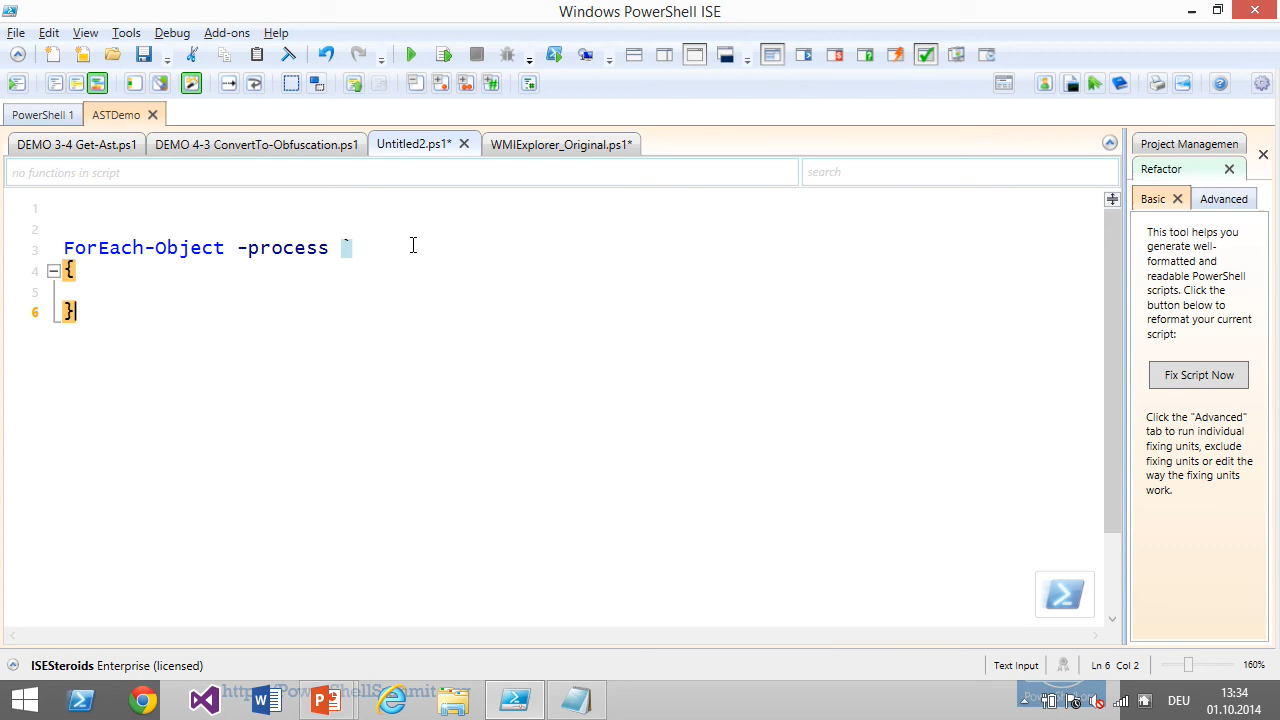 Windows PowerShell ISE
File Edit View Tools Debug Add-ons Help
PowerShell 1 ASTDemo
DEMO 3-4 Get-Ast.ps1 DEMO 4-3 ConvertTo-Obfuscation.ps1 Untitled2.ps1* WMIExplorer_Original.ps1*
no functions in script search
1
2
3 ForEach-Object -process `
4 {
5
6 }
Project Managemen
Refactor
Basic Advanced
This tool helps you
generate well-
formatted and
readable PowerShell
scripts. Click the
button below to
reformat your current
script:
Fix Script Now
Click the "Advanced"
tab to run individual
fixing units, exclude
fixing units or edit the
way the fixing units
work.
ISESteroids Enterprise (licensed) Text Input Ln 6 Col 2 160%
DEU
13:34
01.10.2014